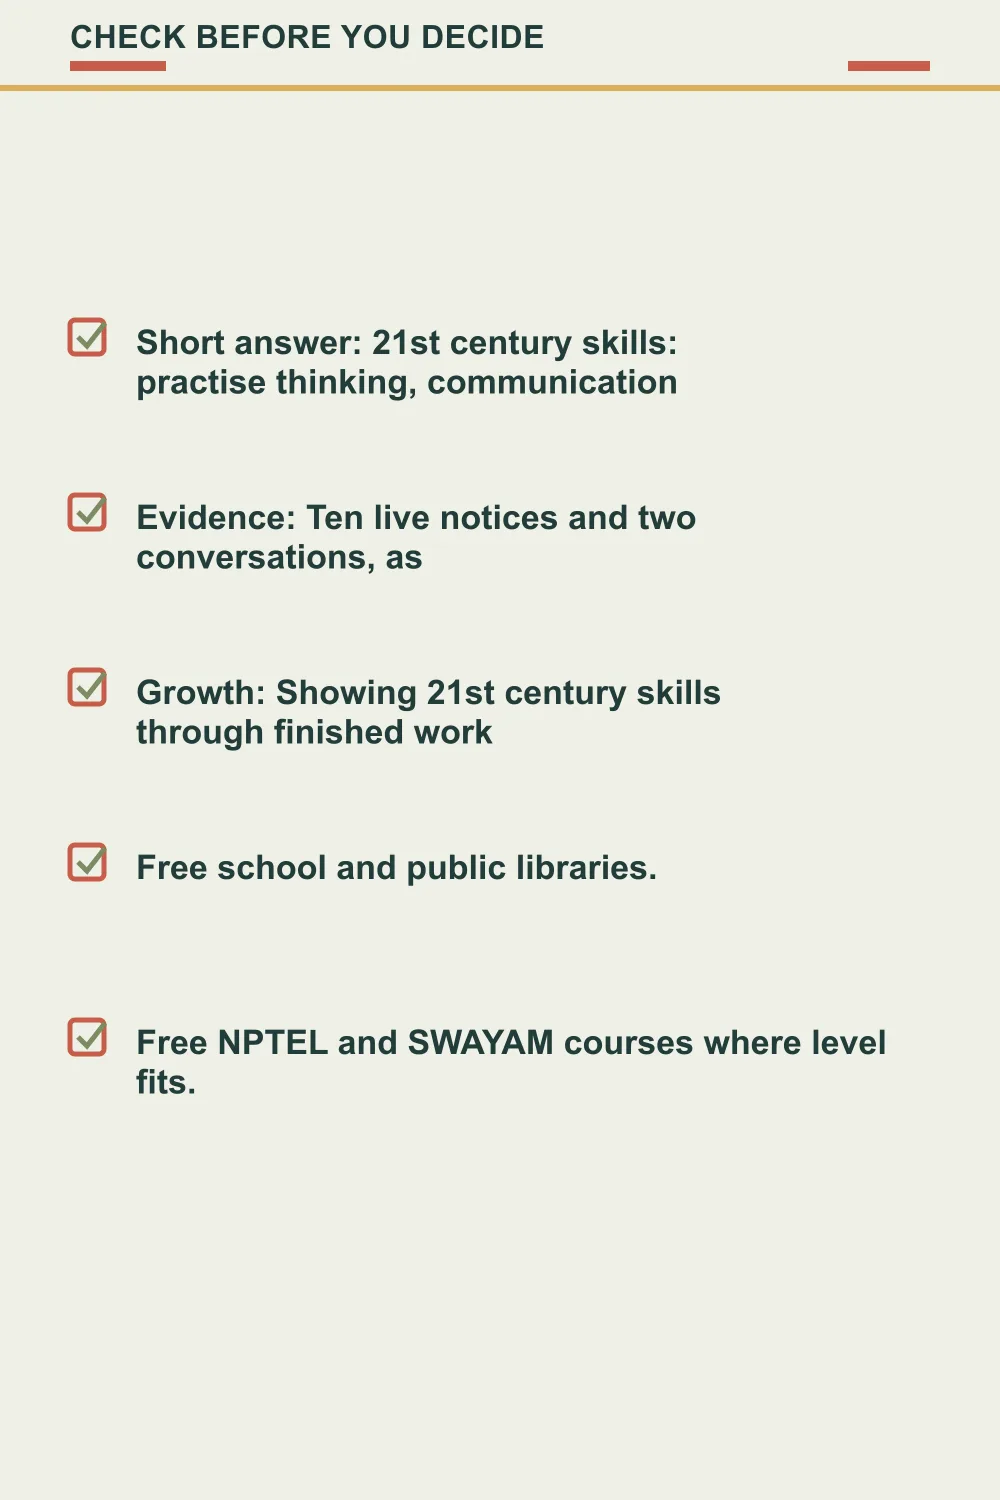 CHECK BEFORE YOU DECIDE
Short answer: 21st century skills:
practise thinking, communication
Evidence: Ten live notices and two
conversations, as
Growth: Showing 21st century skills
through finished work
Free school and public libraries.
Free NPTEL and SWAYAM courses where level
fits.